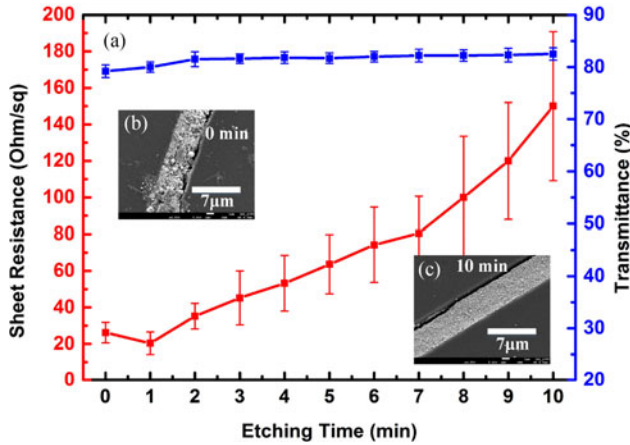 (a)
Sheet Resistance (Ohm/sq)
200
180
160
140
120
100
80
60
40
20
0
Transmittance (%)
90
80
70
60
50
40
30
20
(b)
0 min
7μm
(c)
10 min
7μm
0 1 2 3 4 5 6 7 8 9 10
Etching Time (min)